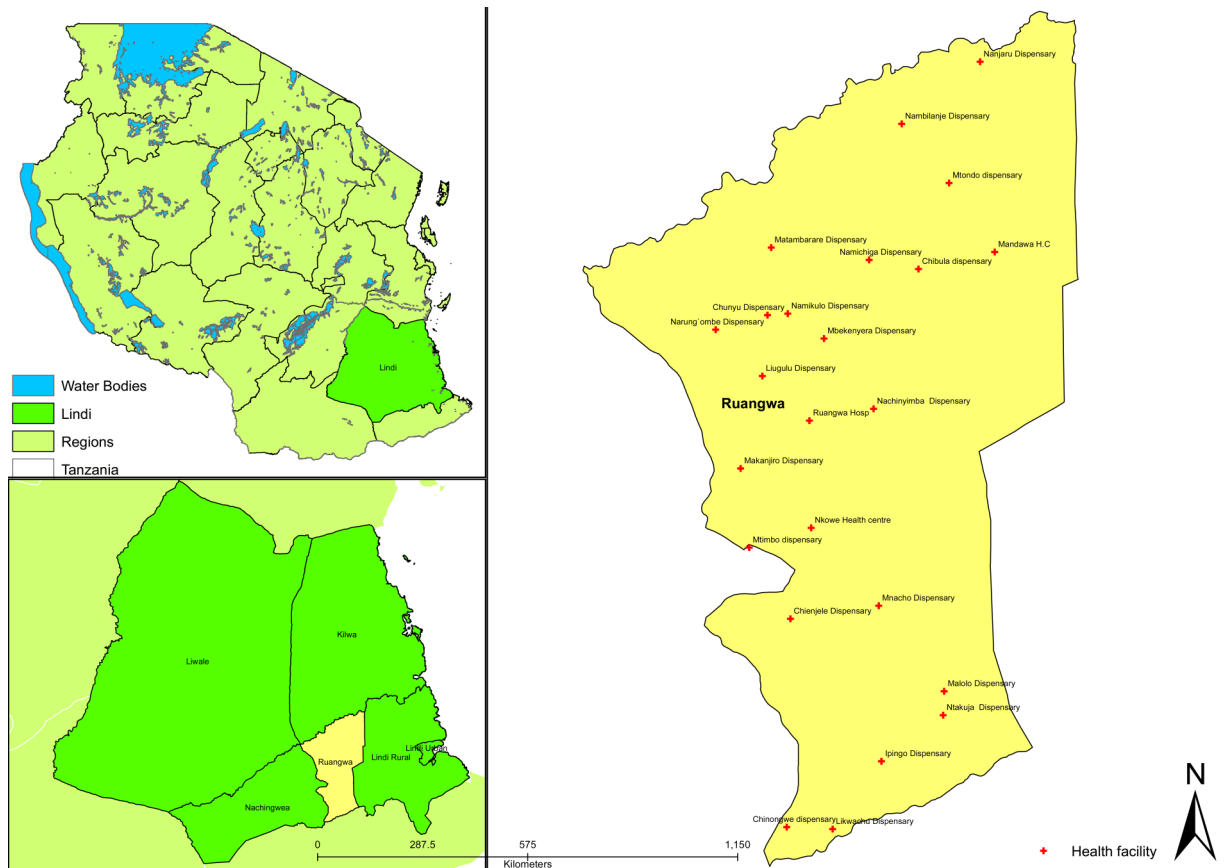 Lindi
Water Bodies
Lindi
Regions
Tanzania
Liwale
Kilwa
Ruangwa
Lindi Rural
Lindi Urban
Nachingwea
0 287.5 575 1,150
Kilometers
Nanjaru Dispensary
Nambilanje Dispensary
Mtondo dispensary
Matambarare Dispensary
Namichiga Dispensary
Mandawa H.C
Chibula dispensary
Chunyu Dispensary
Namikulo Dispensary
Narung`ombe Dispensary
Mbekenyera Dispensary
Liugulu Dispensary
Ruangwa
Nachinyimba  Dispensary
Ruangwa Hosp
Makanjiro Dispensary
Nkowe Health centre
Mtimbo dispensary
Mnacho Dispensary
Chienjele Dispensary
Malolo Dispensary
Ntakuja  Dispensary
Ipingo Dispensary
Chinongwe dispensary
Likwachu Dispensary
N
Health facility